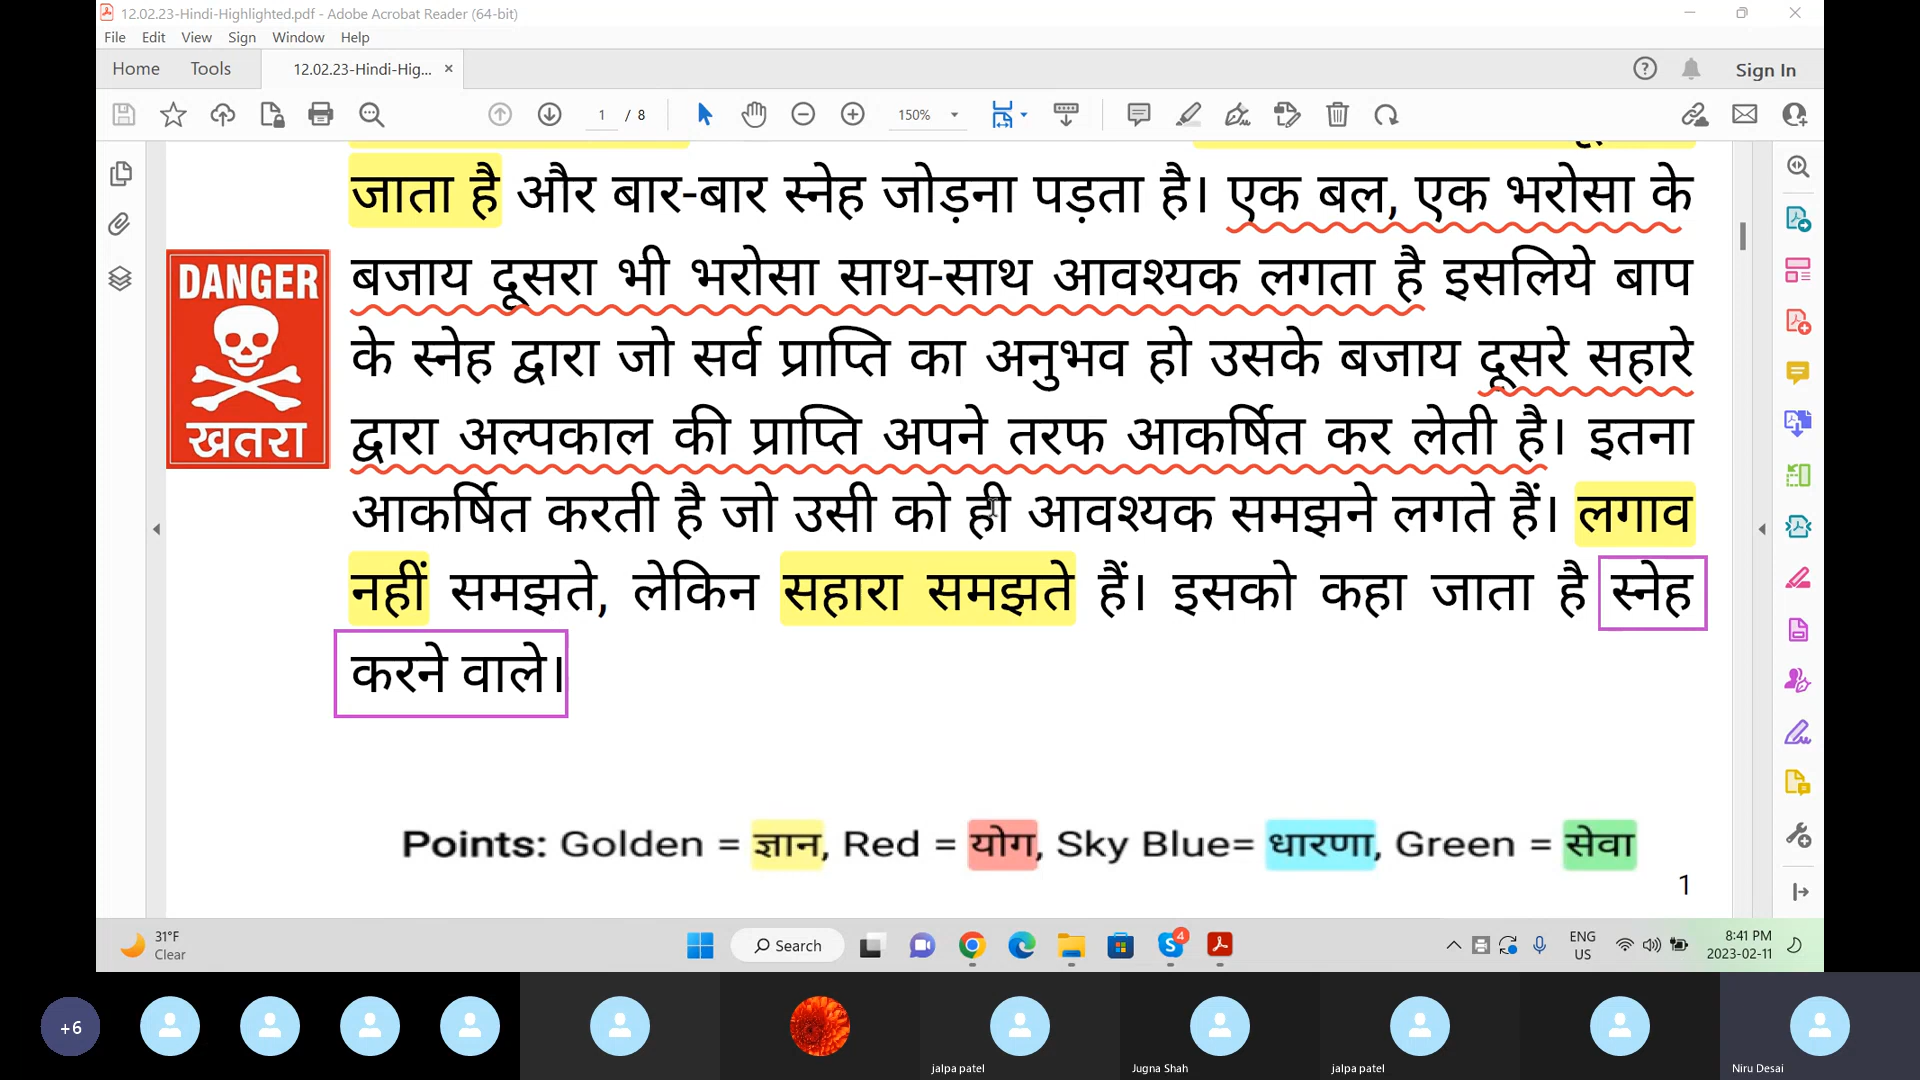 12.02.23-Hindi-Highlighted.pdf - Adobe Acrobat Reader (64-bit)
File Edit View Sign Window Help
Home Tools 12.02.23-Hindi-Hig... × Sign In
1 / 8 150%
जाता है और बार-बार स्नेह जोड़ना पड़ता है। एक बल, एक भरोसा के
DANGER
खतरा
बजाय दूसरा भी भरोसा साथ-साथ आवश्यक लगता है इसलिये बाप
के स्नेह द्वारा जो सर्व प्राप्ति का अनुभव हो उसके बजाय दूसरे सहारे
द्वारा अल्पकाल की प्राप्ति अपने तरफ आकर्षित कर लेती है। इतना
आकर्षित करती है जो उसी को ही आवश्यक समझने लगते हैं। लगाव
नहीं समझते, लेकिन सहारा समझते हैं। इसको कहा जाता है स्नेह
करने वाले।
Points: Golden = ज्ञान, Red = योग, Sky Blue= धारणा, Green = सेवा
1
31°F
Clear
Search
4
ENG
US
8:41 PM
2023-02-11
+6
jalpa patel
Jugna Shah
jalpa patel
Niru Desai